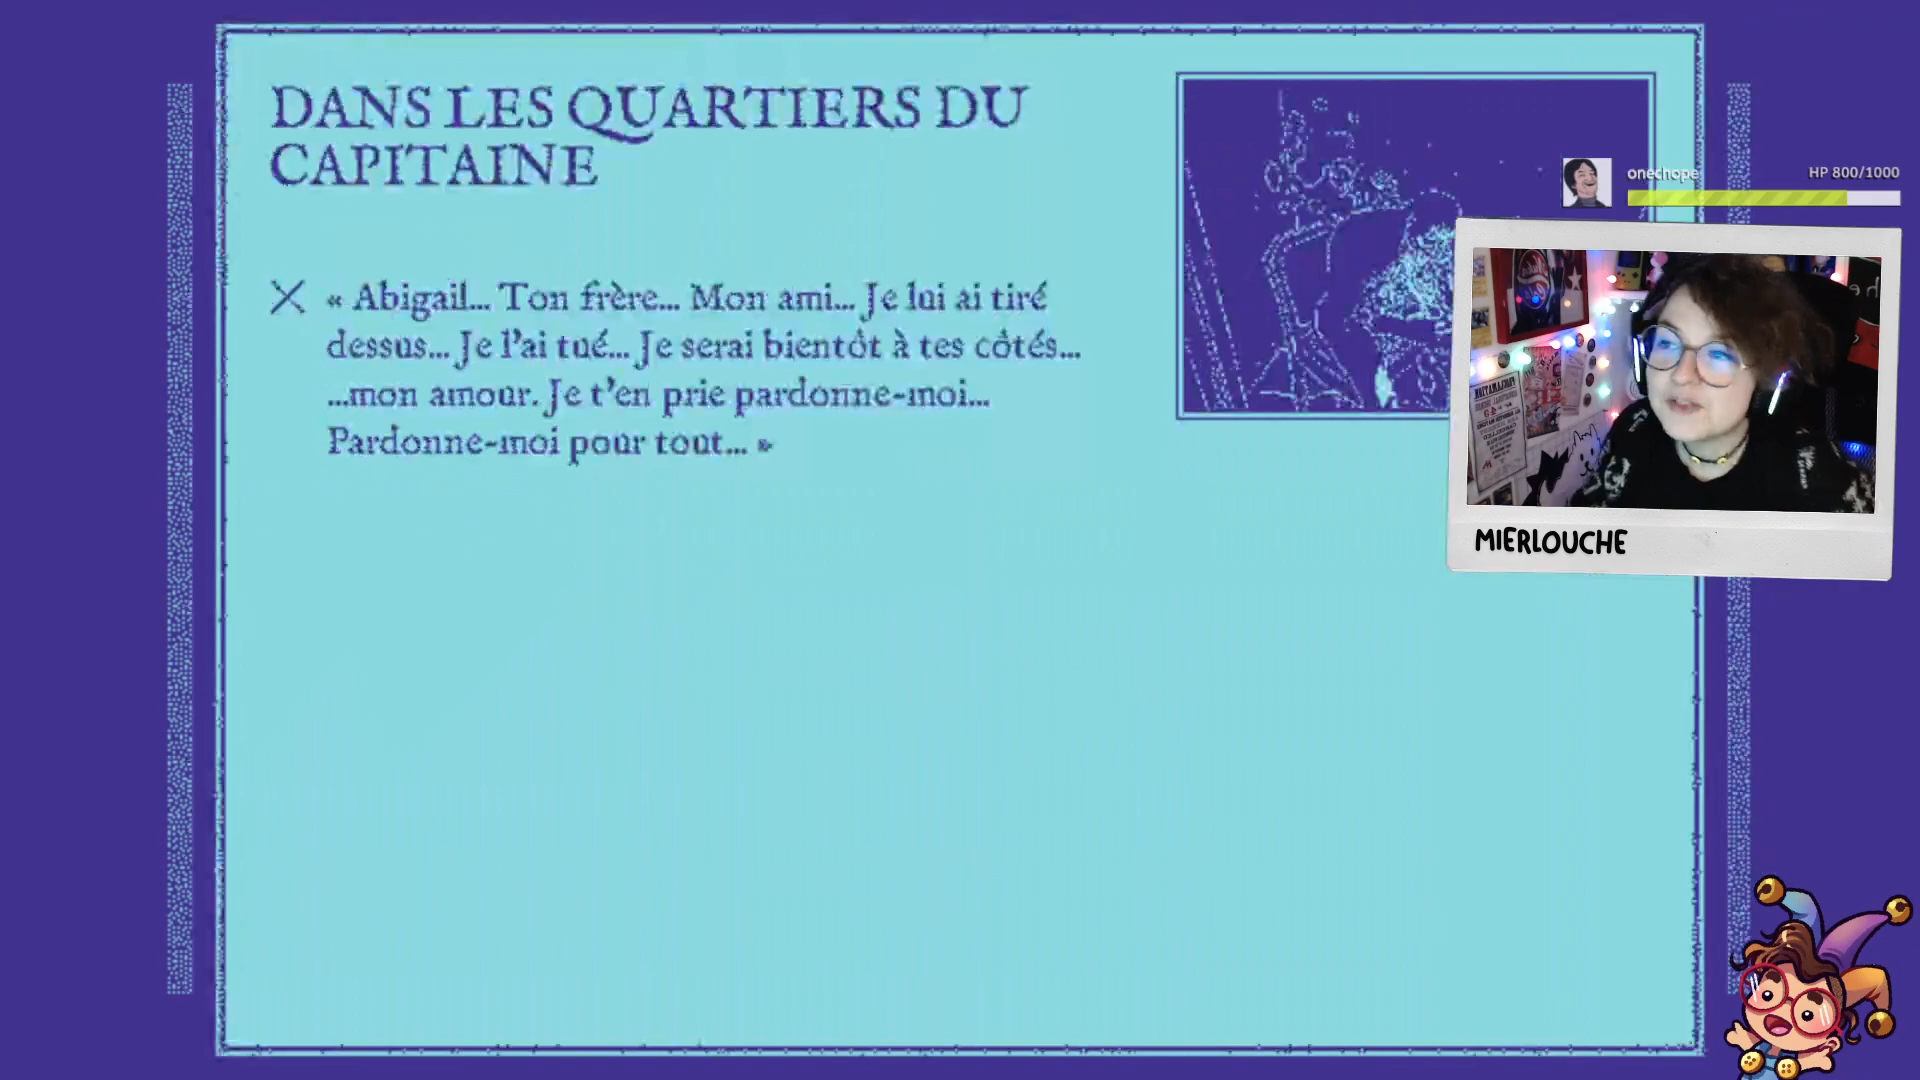 DANS LES QUARTIERS DU
CAPITAINE
« Abigail... Ton frère... Mon ami... Je lui ai tiré
dessus... Je l'ai tué... Je serai bientôt à tes côtés...
...mon amour. Je t'en prie pardonne-moi...
Pardonne-moi pour tout... »
onechope
HP 800/1000
MIERLOUCHE